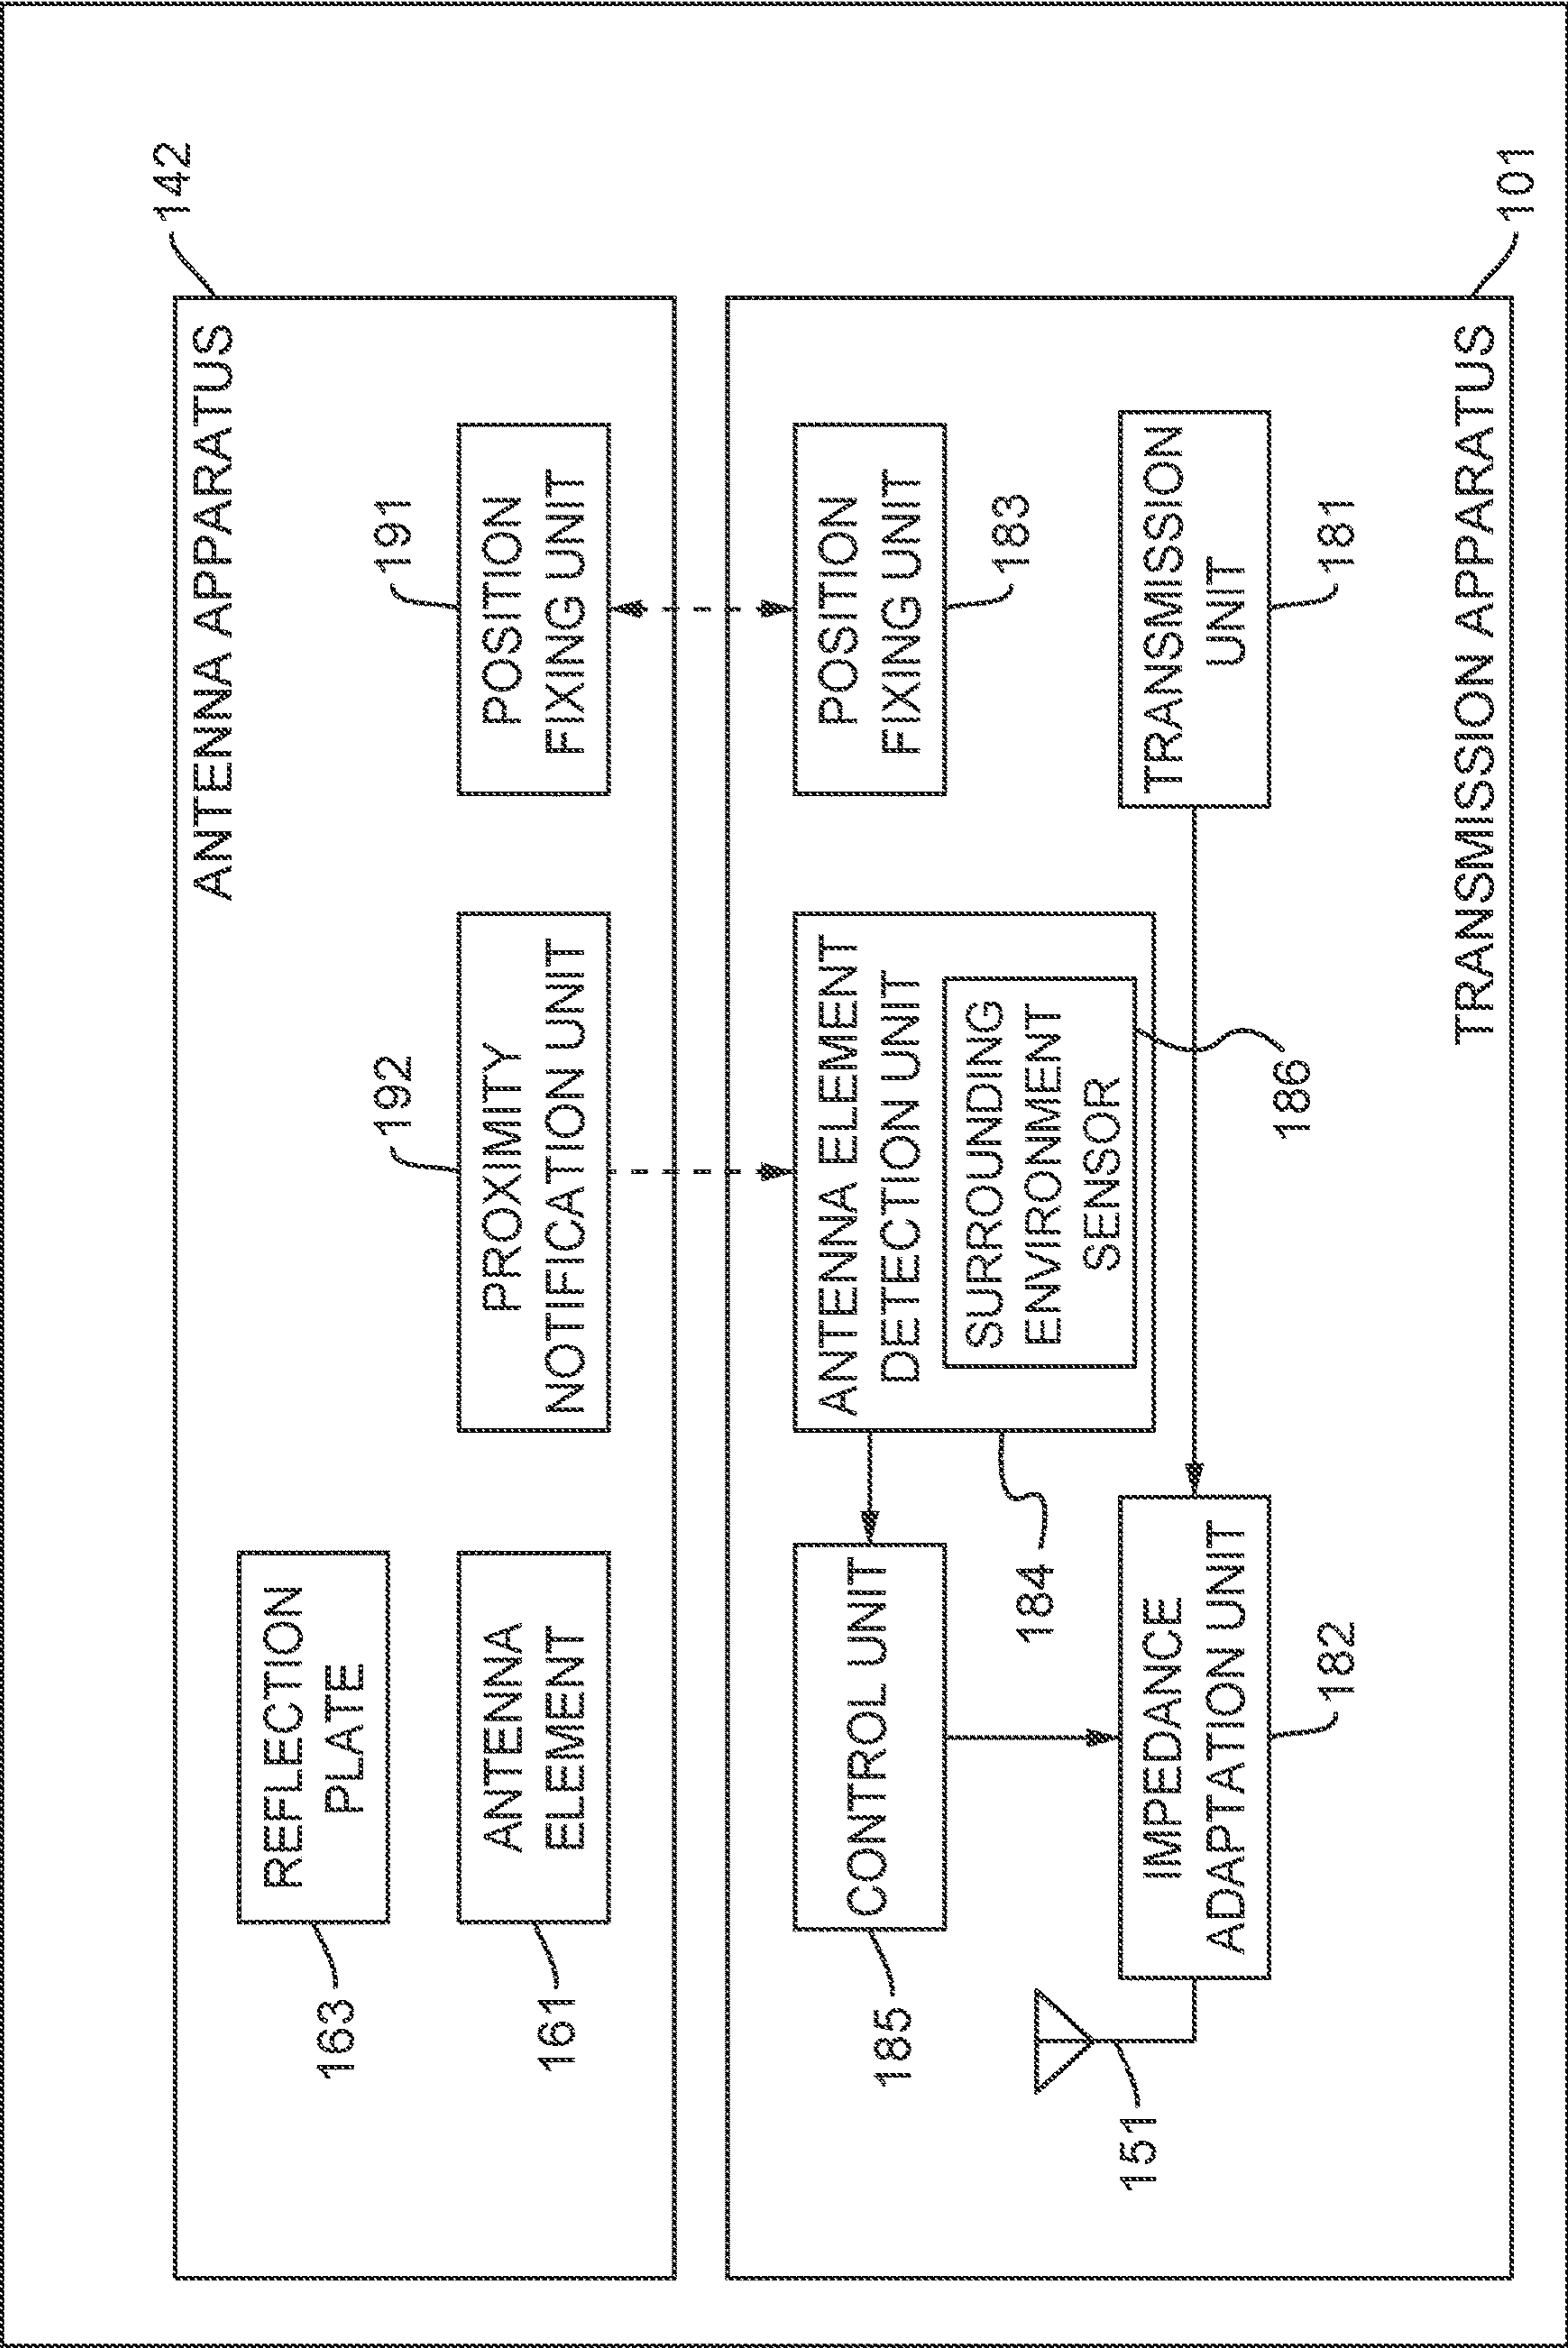 142
ANTENNA APPARATUS
163
REFLECTION
PLATE
161
ANTENNA
ELEMENT
192
PROXIMITY
NOTIFICATION UNIT
191
POSITION
FIXING UNIT
185
CONTROL UNIT
184
ANTENNA ELEMENT
DETECTION UNIT
SURROUNDING
ENVIRONMENT
SENSOR
186
POSITION
FIXING UNIT
183
151
IMPEDANCE
ADAPTATION UNIT
182
TRANSMISSION
UNIT
181
TRANSMISSION APPARATUS
101